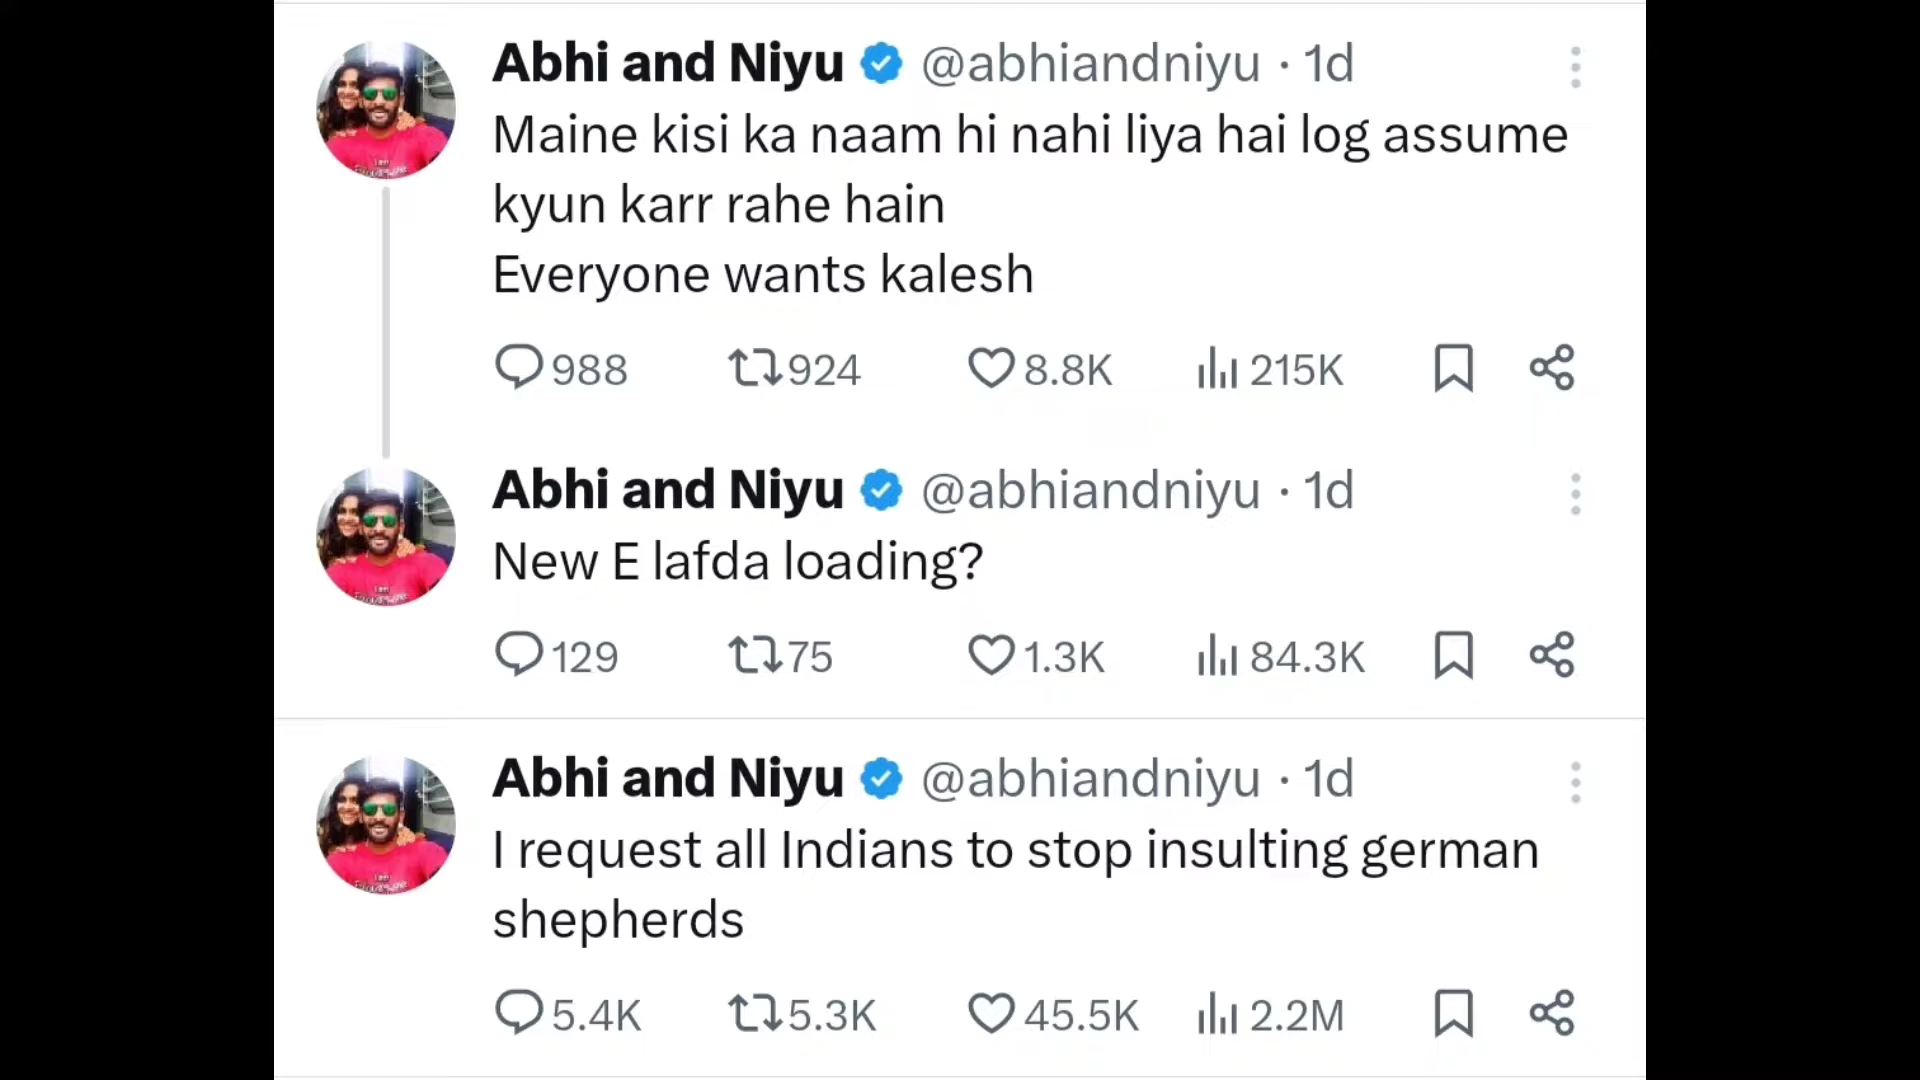 Abhi and Niyu @abhiandniyu · 1d
Maine kisi ka naam hi nahi liya hai log assume
kyun karr rahe hain
Everyone wants kalesh
988 924 8.8K 215K
Abhi and Niyu @abhiandniyu · 1d
New E lafda loading?
129 75 1.3K 84.3K
Abhi and Niyu @abhiandniyu · 1d
I request all Indians to stop insulting german
shepherds
5.4K 5.3K 45.5K 2.2M